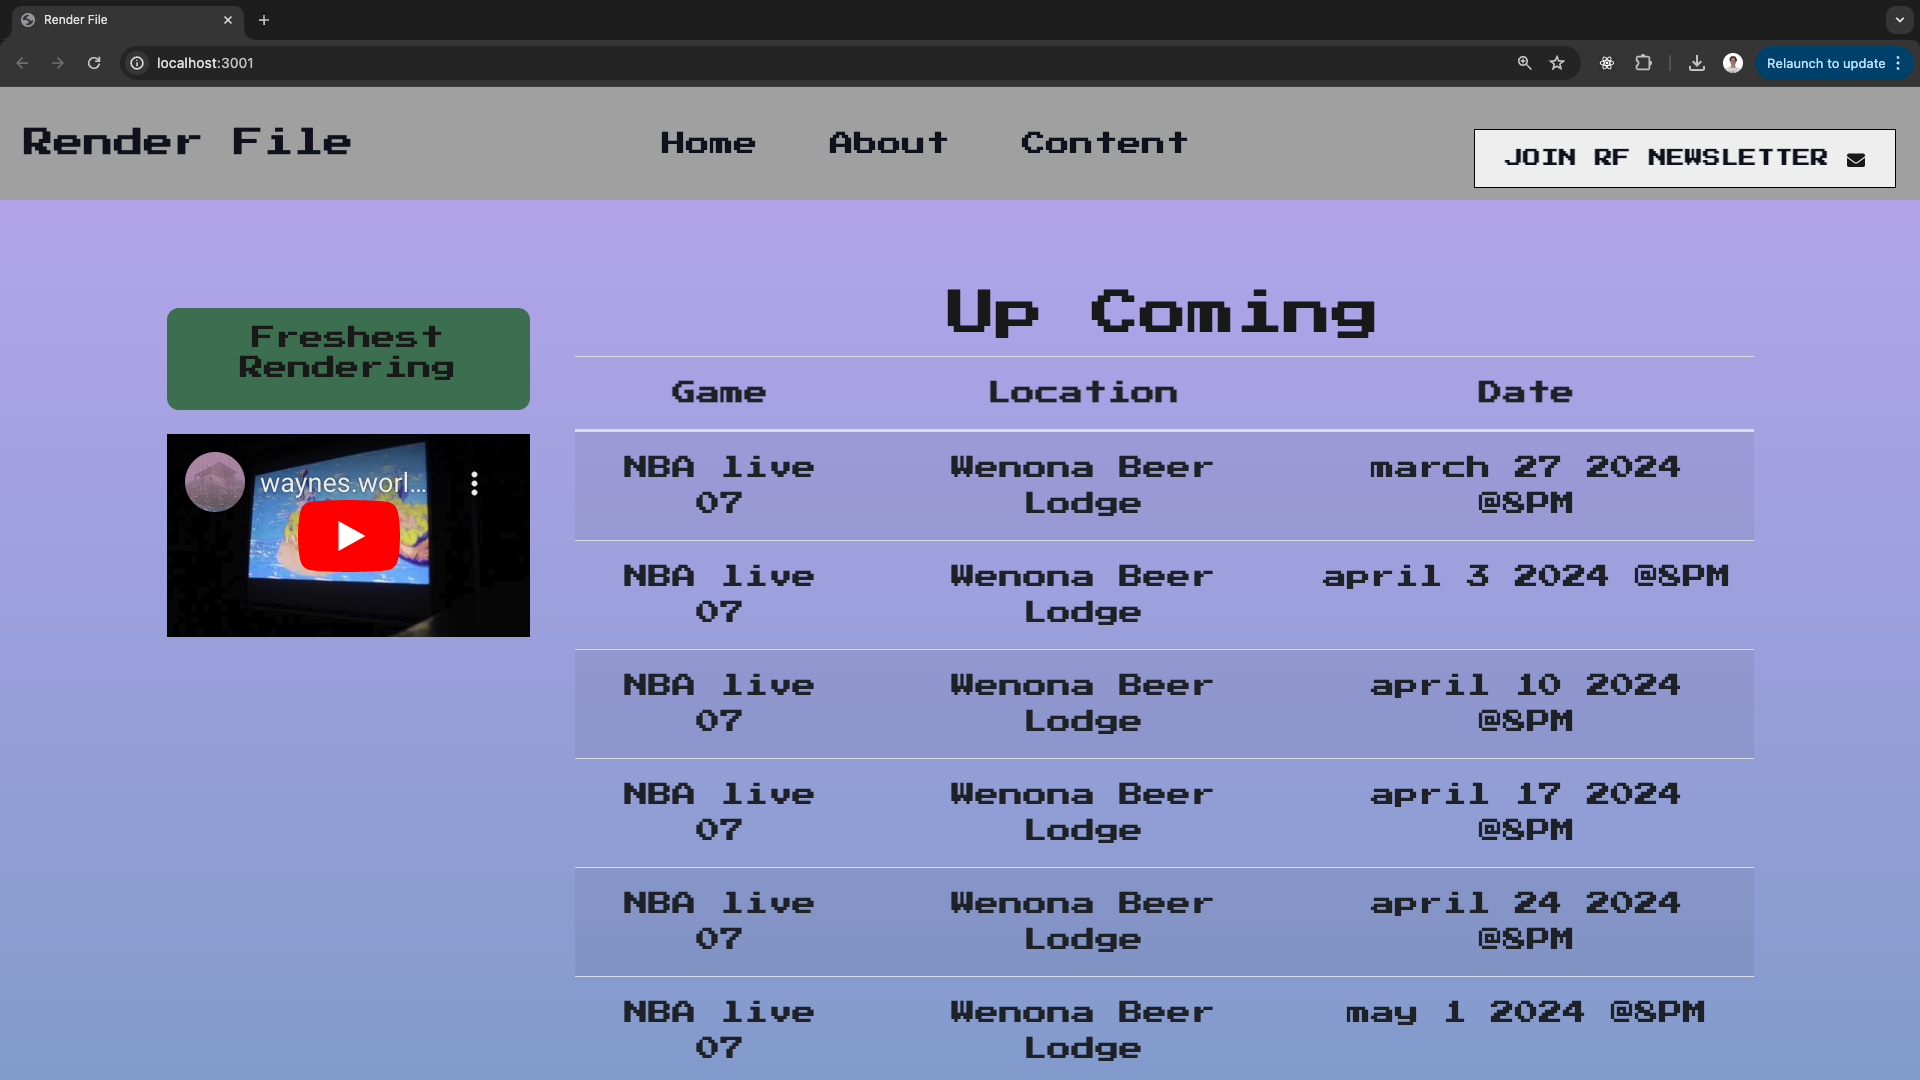 Render File
localhost:3001
Relaunch to update
Render File
Home
About
Content
JOIN RF NEWSLETTER
Freshest
Rendering
waynes.worl...
Up Coming
Game
Location
Date
NBA live
07
Wenona Beer
Lodge
march 27 2024
@8PM
NBA live
07
Wenona Beer
Lodge
april 3 2024 @8PM
NBA live
07
Wenona Beer
Lodge
april 10 2024
@8PM
NBA live
07
Wenona Beer
Lodge
april 17 2024
@8PM
NBA live
07
Wenona Beer
Lodge
april 24 2024
@8PM
NBA live
07
Wenona Beer
Lodge
may 1 2024 @8PM